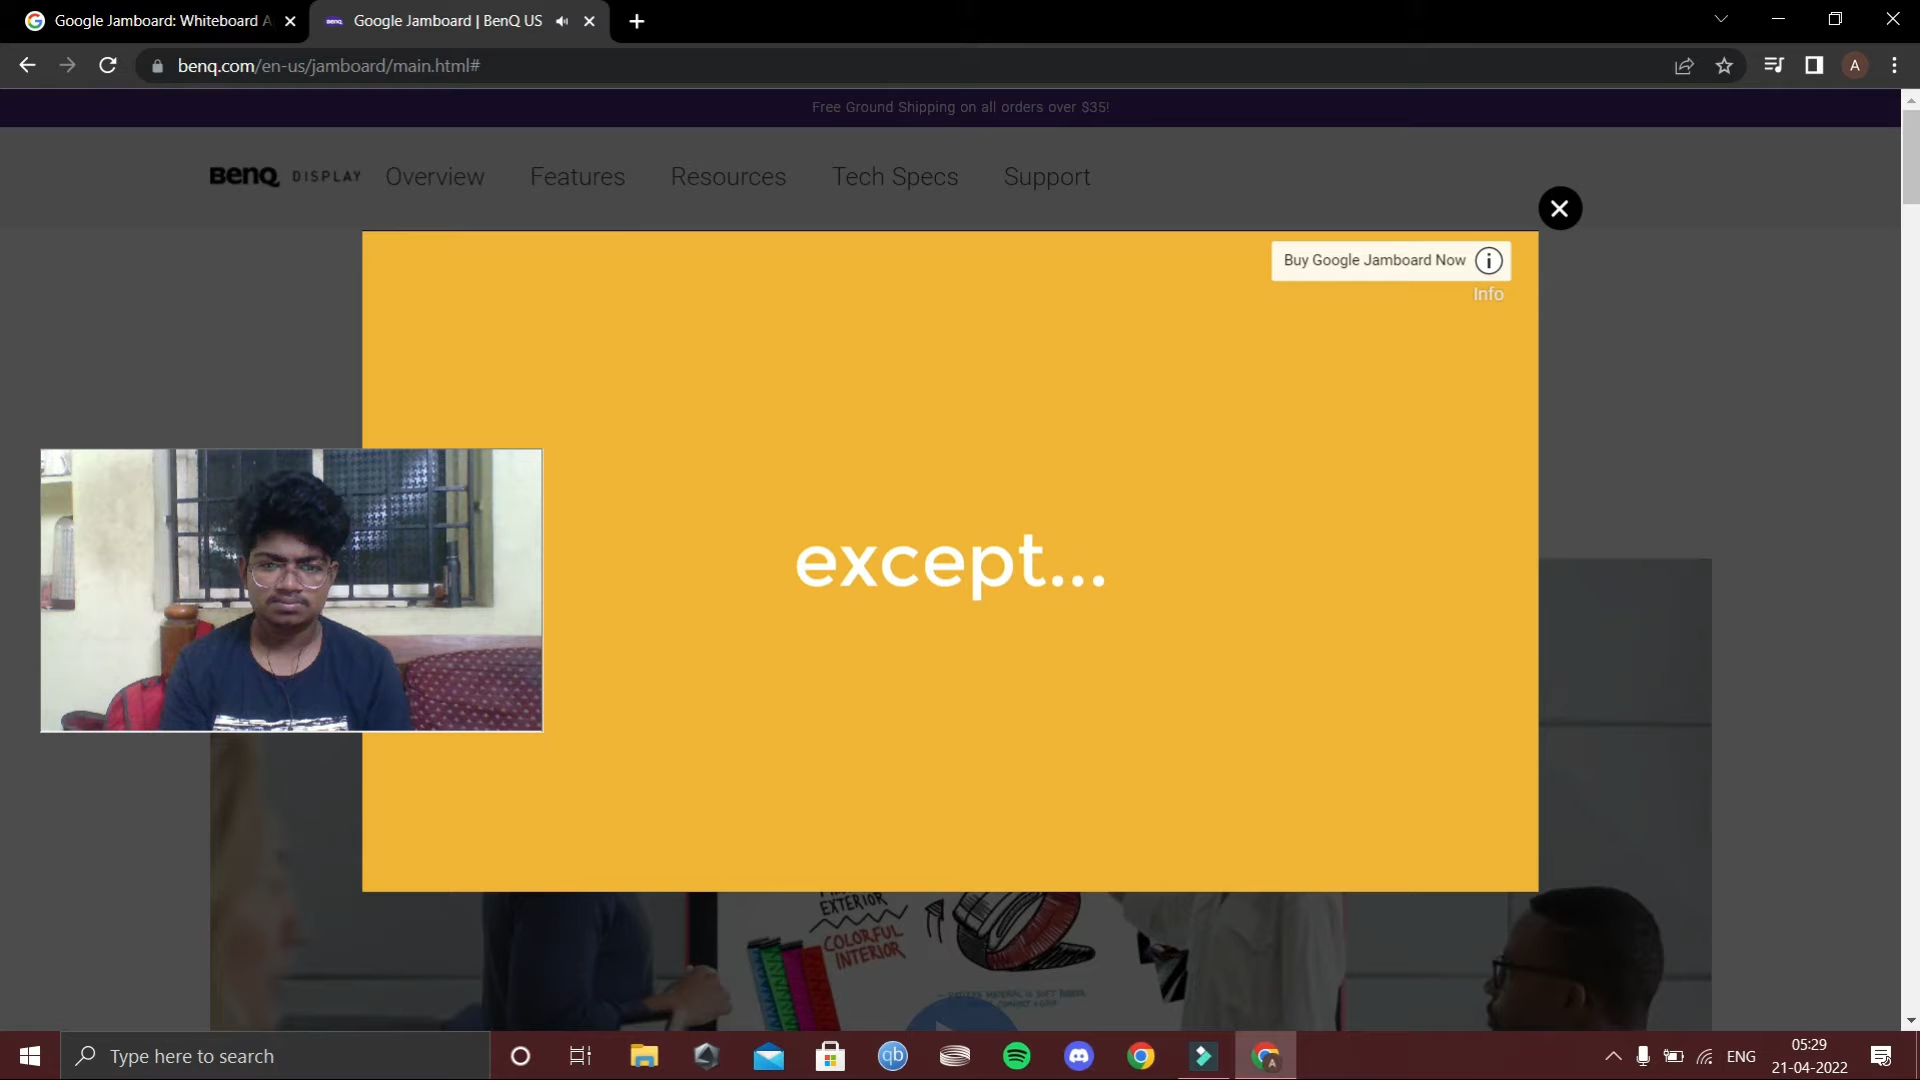 Google Jamboard: Whiteboard A
Google Jamboard | BenQ US
benq.com/en-us/jamboard/main.html#
A
Free Ground Shipping on all orders over $35!
BenQ DISPLAY Overview Features Resources Tech Specs Support
Buy Google Jamboard Now
Info
except...
EXTERIOR
COLORFUL
INTERIOR
Type here to search
qb
A
ENG
05:29
21-04-2022